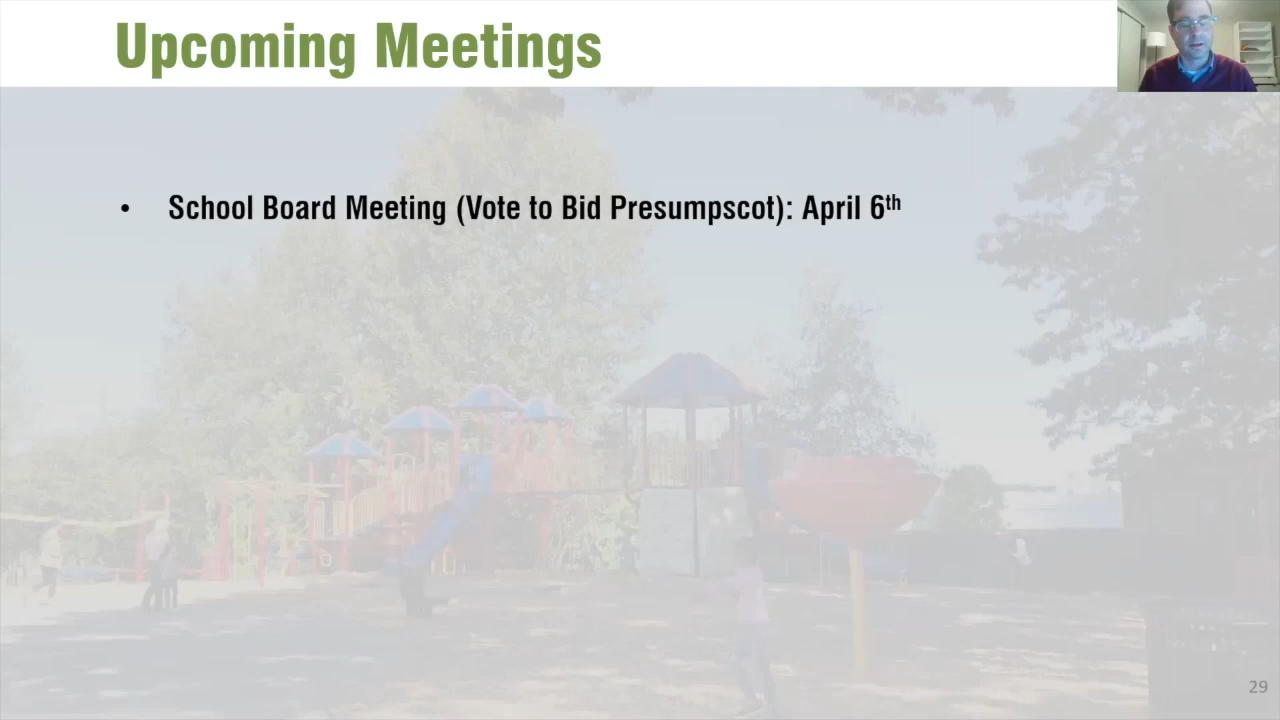 Upcoming Meetings
• School Board Meeting (Vote to Bid Presumpscot): April 6th
29